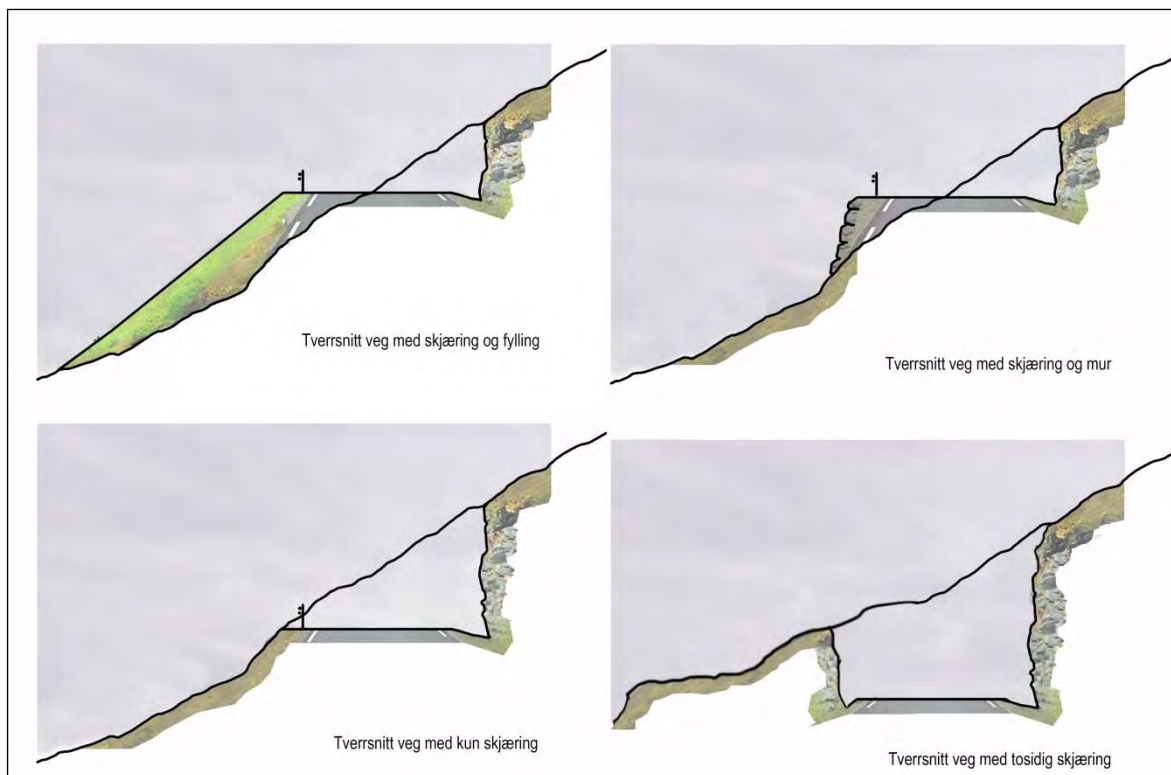 Tverrsnitt veg med skjæring og fylling
Tverrsnitt veg med skjæring og mur
Tverrsnitt veg med kun skjæring
Tverrsnitt veg med tosidig skjæring